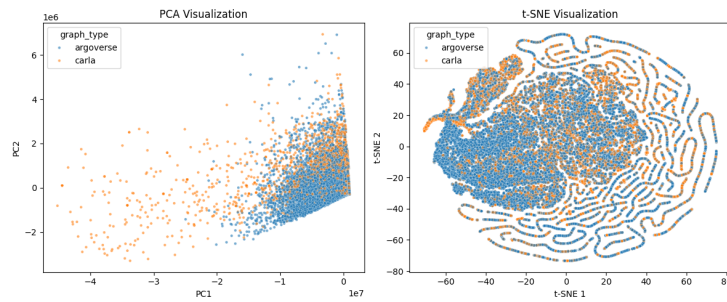 PCA Visualization
1e6
graph_type
argoverse
carla
6
4
2
0
−2
PC2
−4
−3
−2
−1
0
1e7
PC1
t-SNE Visualization
graph_type
argoverse
carla
60
40
20
0
−20
−40
−60
−80
t-SNE 2
−60
−40
−20
0
20
40
60
t-SNE 1